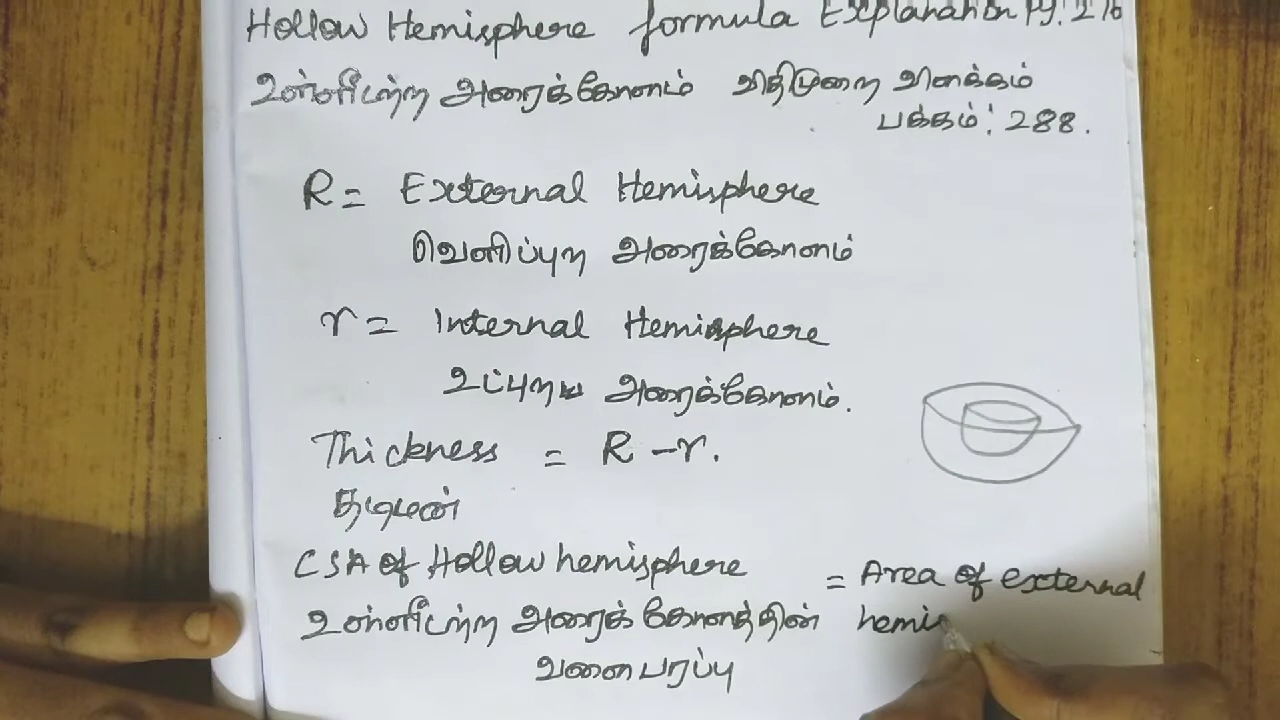 Hollow Hemisphere formula Explanation pg. 276
உள்ளீடற்ற அரைக்கோளம் விதிமுறை விளக்கம்
பக்கம்: 288.
R = External Hemisphere
வெளிப்புற அரைக்கோளம்
r = Internal Hemisphere
உட்புற அரைக்கோளம்.
Thickness = R - r.
தடிமன்
CSA of Hollow hemisphere = Area of external
உள்ளீடற்ற அரைக் கோளத்தின் hemis
வளைபரப்பு